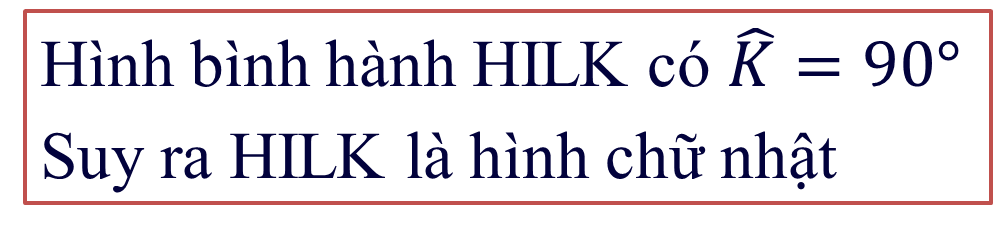 Hình bình hành HILK có K̂ = 90°
Suy ra HILK là hình chữ nhật